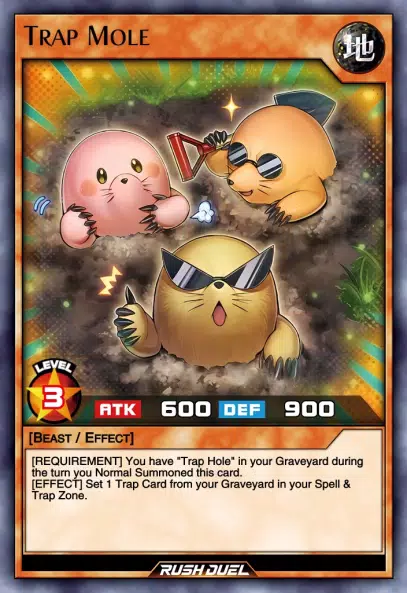 TRAP MOLE
地
LEVEL
3
ATK 600 DEF 900
[BEAST / EFFECT]
[REQUIREMENT] You have "Trap Hole" in your Graveyard during
the turn you Normal Summoned this card.
[EFFECT] Set 1 Trap Card from your Graveyard in your Spell &
Trap Zone.
RUSH DUEL